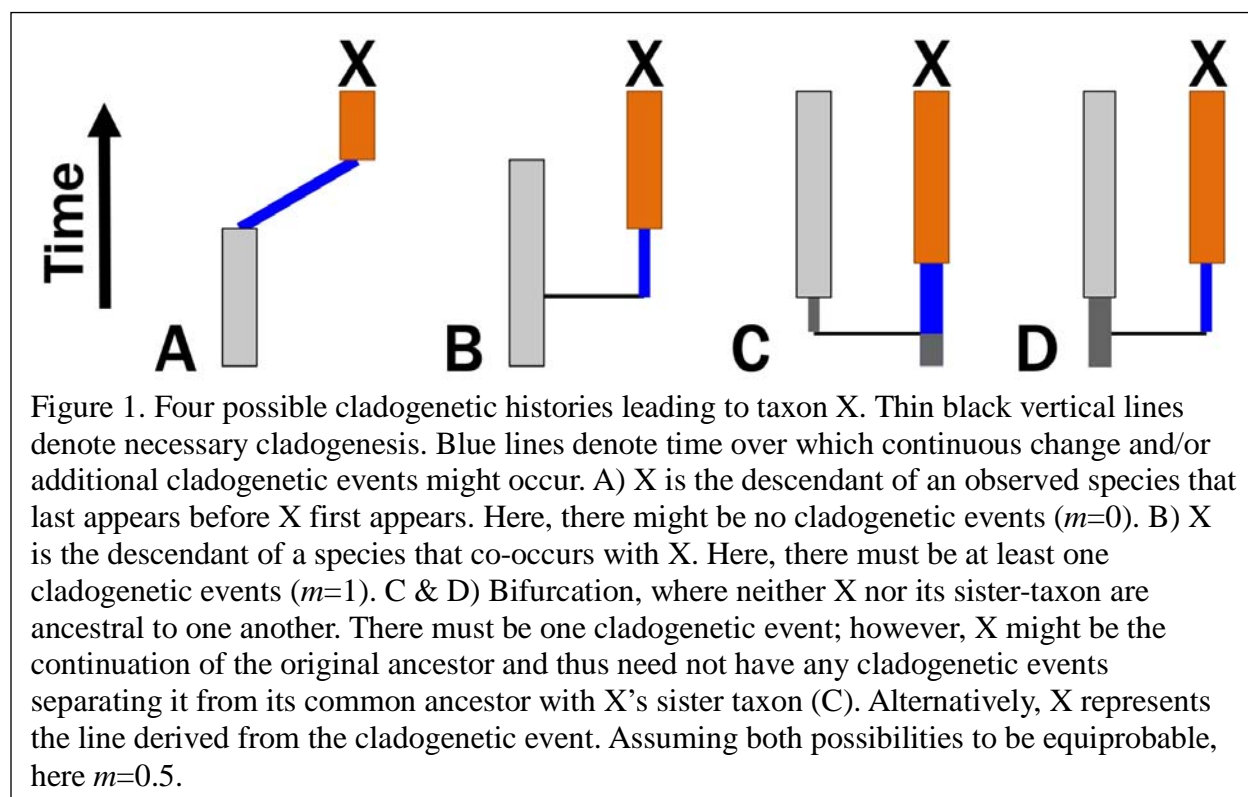 X X X X
Time
A B C D
Figure 1. Four possible cladogenetic histories leading to taxon X. Thin black vertical lines
denote necessary cladogenesis. Blue lines denote time over which continuous change and/or
additional cladogenetic events might occur. A) X is the descendant of an observed species that
last appears before X first appears. Here, there might be no cladogenetic events (m=0). B) X
is the descendant of a species that co-occurs with X. Here, there must be at least one
cladogenetic events (m=1). C & D) Bifurcation, where neither X nor its sister-taxon are
ancestral to one another. There must be one cladogenetic event; however, X might be the
continuation of the original ancestor and thus need not have any cladogenetic events
separating it from its common ancestor with X’s sister taxon (C). Alternatively, X represents
the line derived from the cladogenetic event. Assuming both possibilities to be equiprobable,
here m=0.5.